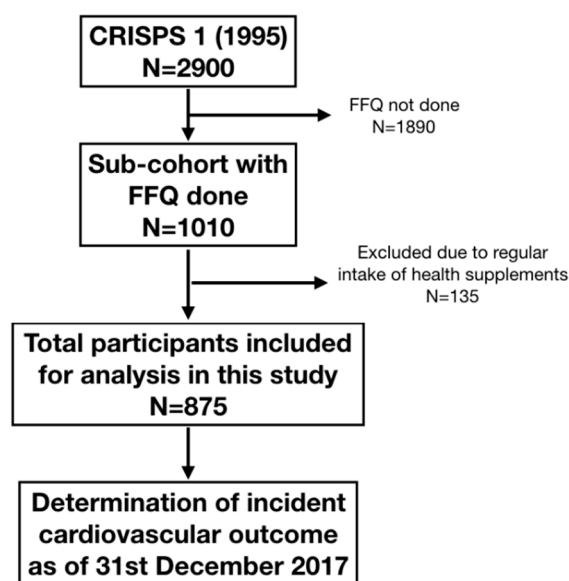 CRISPS 1 (1995)
N=2900
FFQ not done
N=1890
Sub-cohort with
FFQ done
N=1010
Excluded due to regular
intake of health supplements
N=135
Total participants included
for analysis in this study
N=875
Determination of incident
cardiovascular outcome
as of 31st December 2017